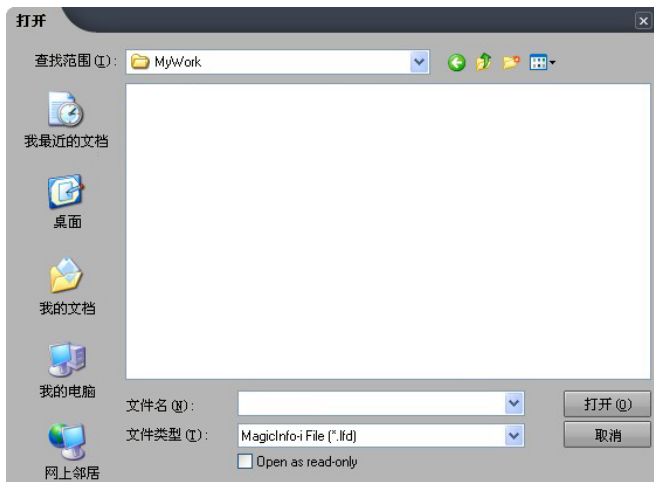 打开
查找范围(I):
MyWork
我最近的文档
桌面
我的文档
我的电脑
网上邻居
文件名(N):
打开(O)
文件类型(T):
MagicInfo-i File (*.lfd)
取消
Open as read-only